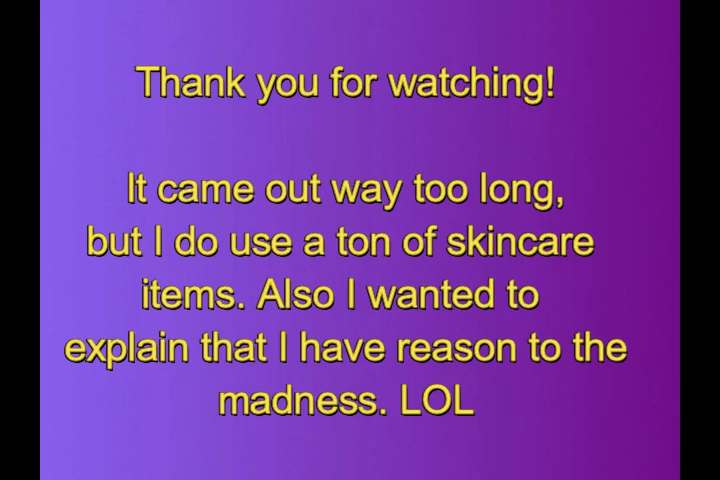 Thank you for watching!
It came out way too long,
but I do use a ton of skincare
items. Also I wanted to
explain that I have reason to the
madness. LOL